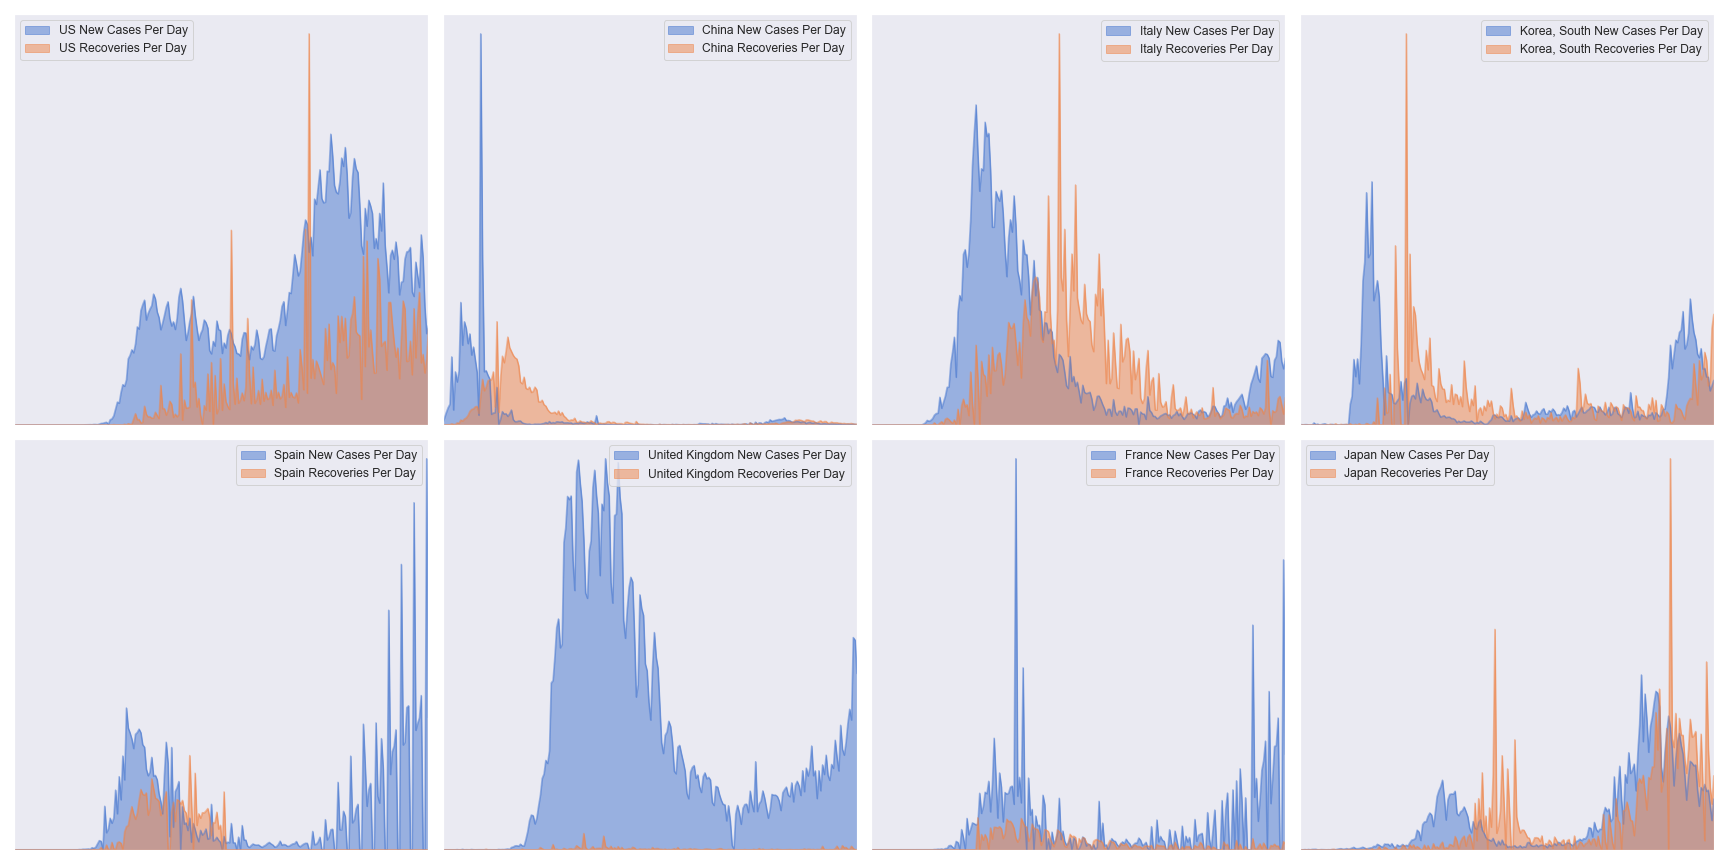 US New Cases Per Day
US Recoveries Per Day
China New Cases Per Day
China Recoveries Per Day
Italy New Cases Per Day
Italy Recoveries Per Day
Korea, South New Cases Per Day
Korea, South Recoveries Per Day
Spain New Cases Per Day
Spain Recoveries Per Day
United Kingdom New Cases Per Day
United Kingdom Recoveries Per Day
France New Cases Per Day
France Recoveries Per Day
Japan New Cases Per Day
Japan Recoveries Per Day